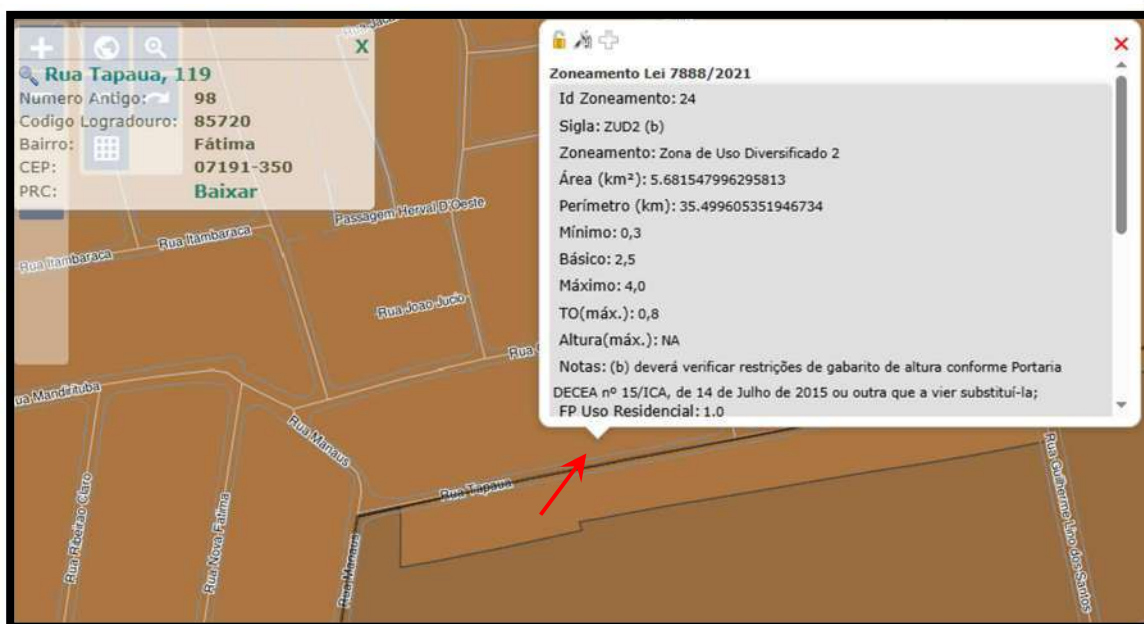 X
Rua Tapaua, 119
Numero Antigo: 98
Codigo Logradouro: 85720
Bairro: Fátima
CEP: 07191-350
PRC: Baixar
Zoneamento Lei 7888/2021
Id Zoneamento: 24
Sigla: ZUD2 (b)
Zoneamento: Zona de Uso Diversificado 2
Área (km²): 5.681547996295813
Perímetro (km): 35.499605351946734
Mínimo: 0,3
Básico: 2,5
Máximo: 4,0
TO(máx.): 0,8
Altura(máx.): NA
Notas: (b) deverá verificar restrições de gabarito de altura conforme Portaria
DECEA nº 15/ICA, de 14 de Julho de 2015 ou outra que a vier substituí-la;
FP Uso Residencial: 1.0
Passagem Herval D'Oeste
Rua Itambaraca
Rua Itambaraca
Rua Joao Jucio
Rua
Rua Mandirituba
Rua Manaus
Rua Tapaua
Rua Ribeirao Claro
Rua Nova Fatima
Rua Manaus
Rua Guilherme Lino dos Santos